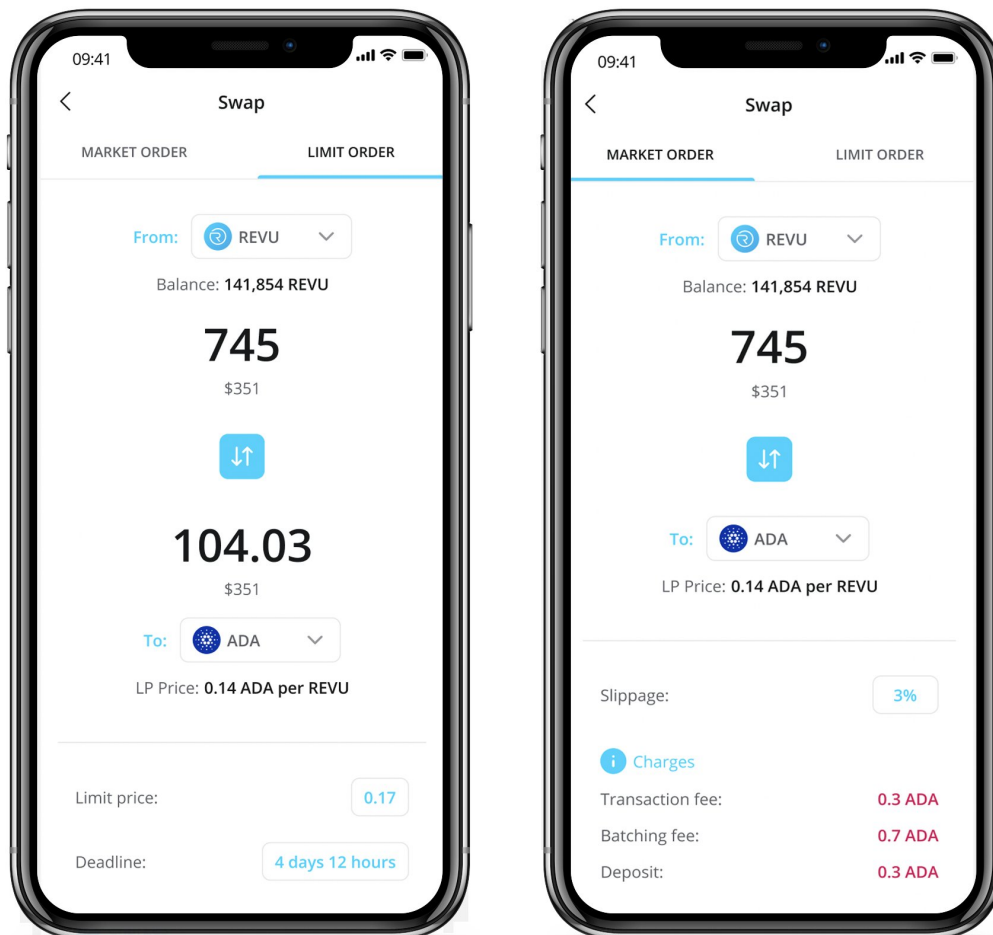 09:41
Swap
MARKET ORDER LIMIT ORDER
From: REVU
Balance: 141,854 REVU
745
$351
104.03
$351
To: ADA
LP Price: 0.14 ADA per REVU
Limit price: 0.17
Deadline: 4 days 12 hours
09:41
Swap
MARKET ORDER LIMIT ORDER
From: REVU
Balance: 141,854 REVU
745
$351
To: ADA
LP Price: 0.14 ADA per REVU
Slippage: 3%
i Charges
Transaction fee: 0.3 ADA
Batching fee: 0.7 ADA
Deposit: 0.3 ADA